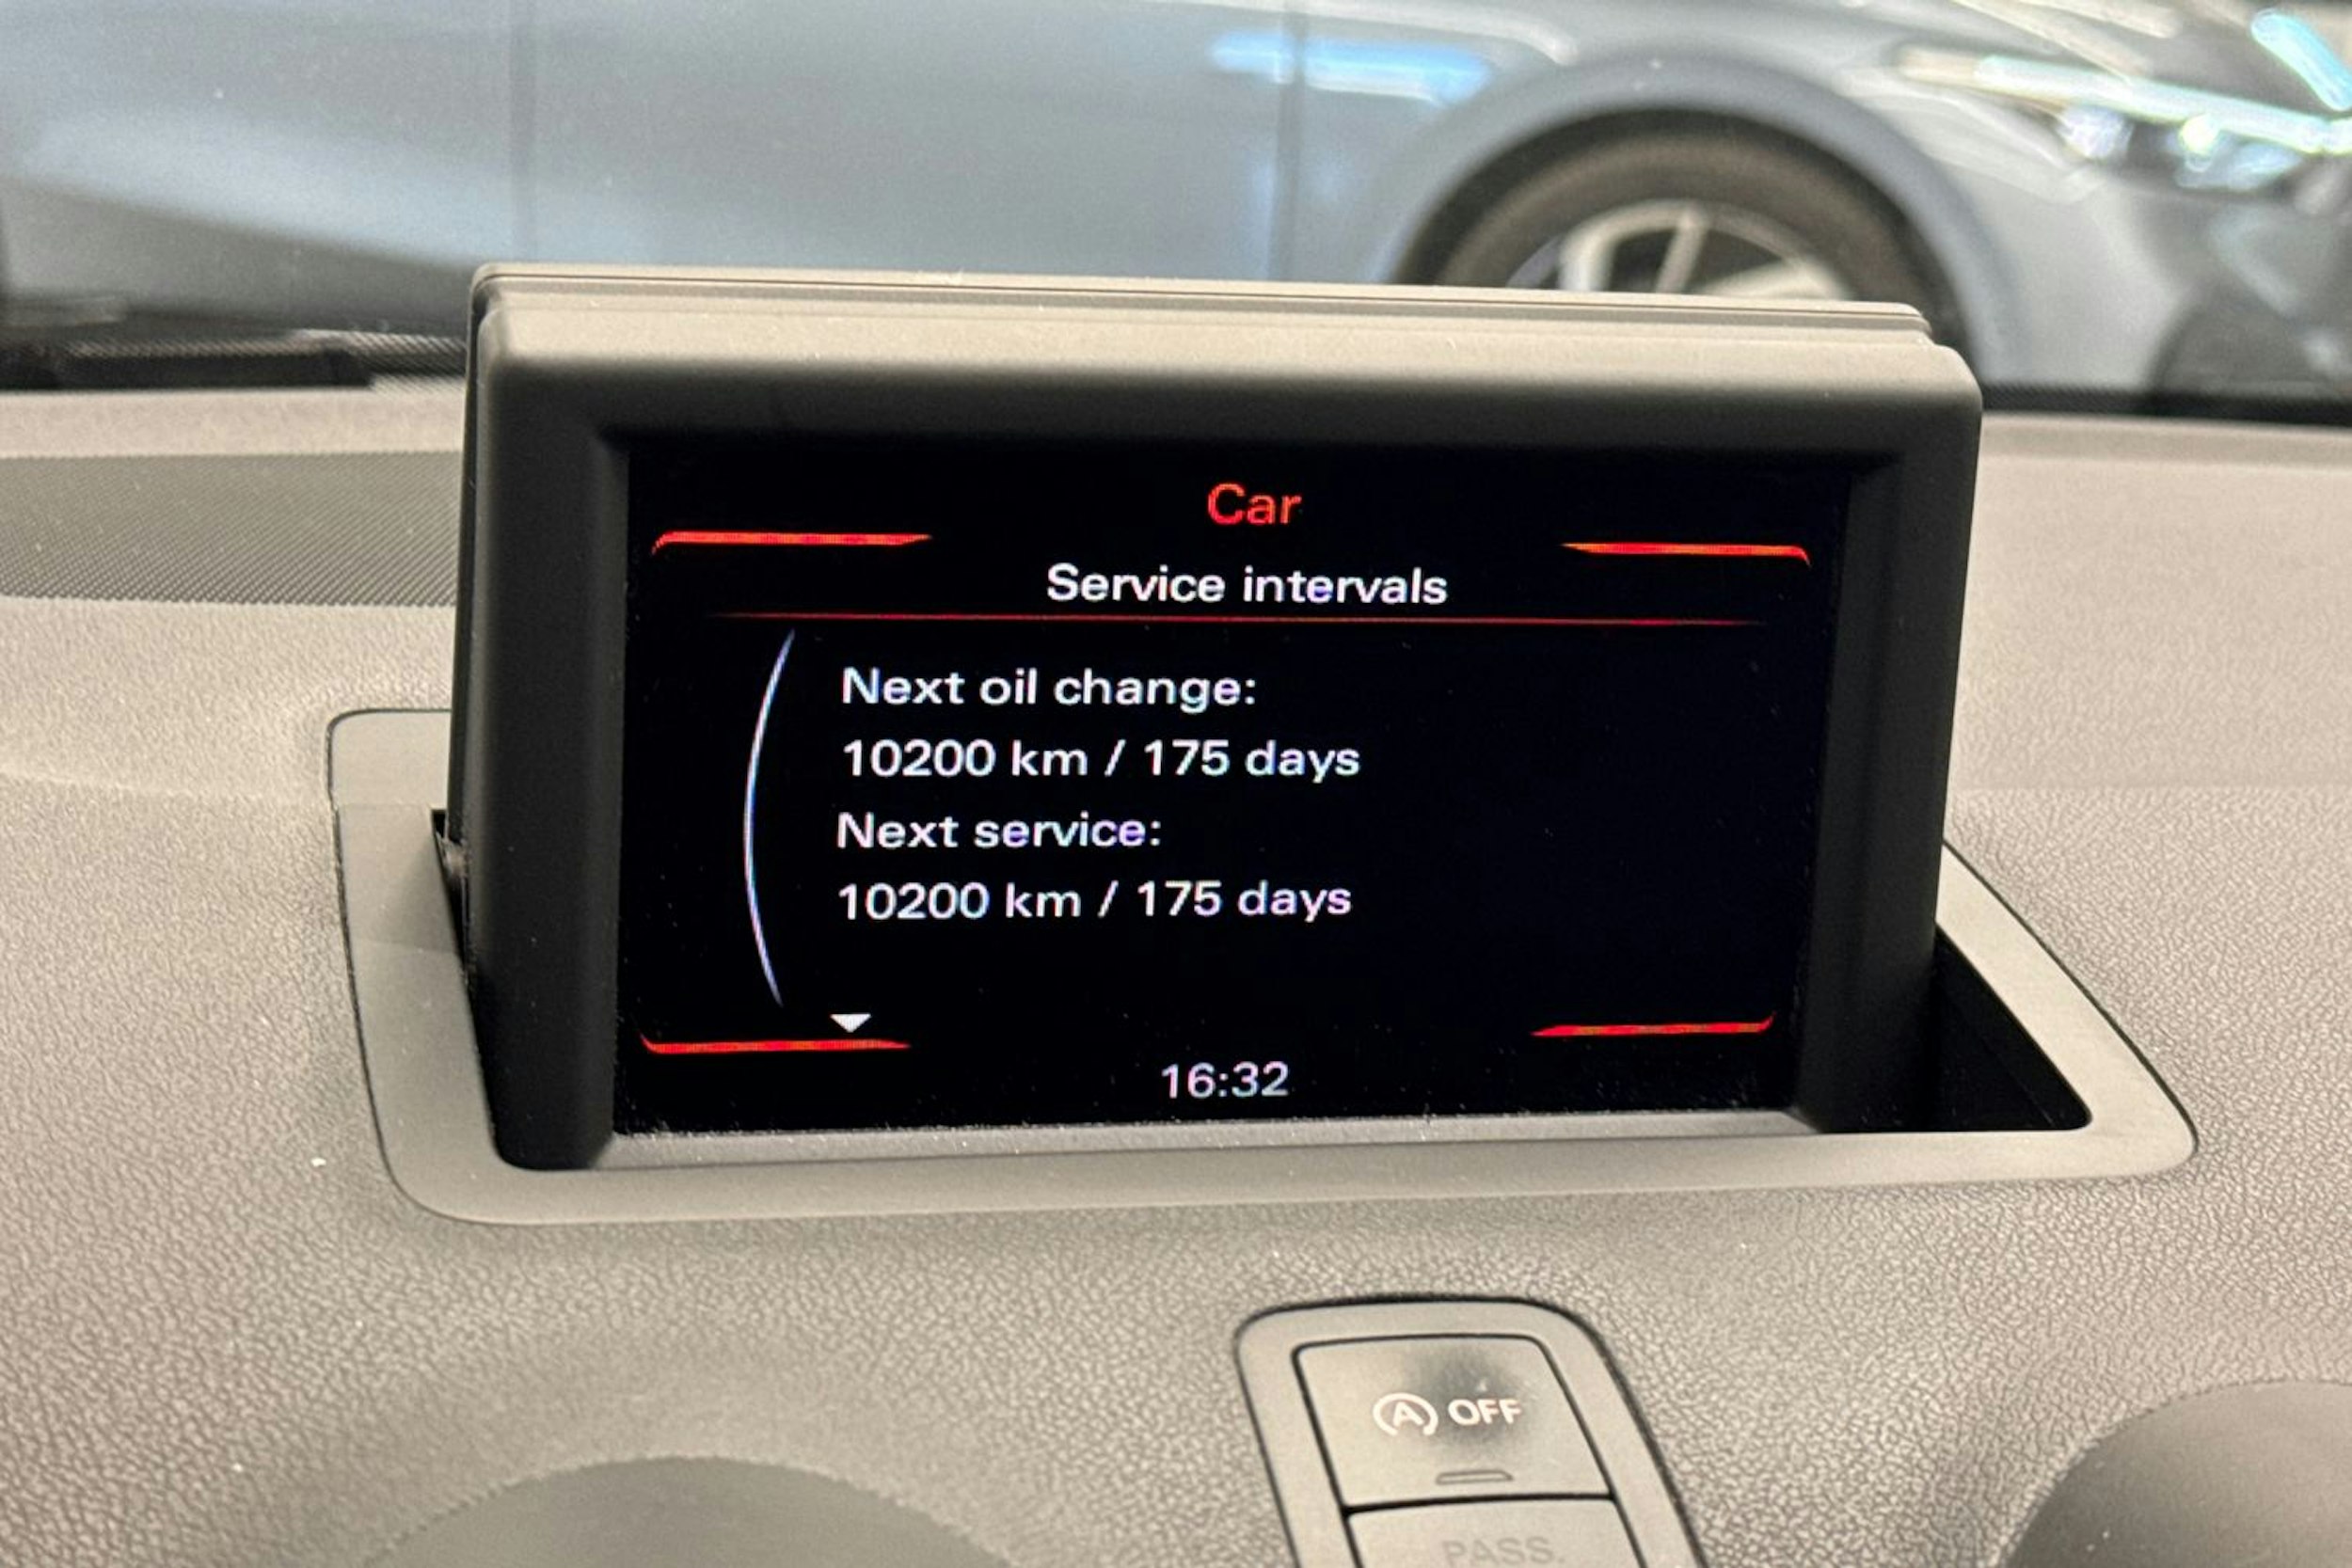 Car
Service intervals
Next oil change:
10200 km / 175 days
Next service:
10200 km / 175 days
16:32
A OFF
PASS